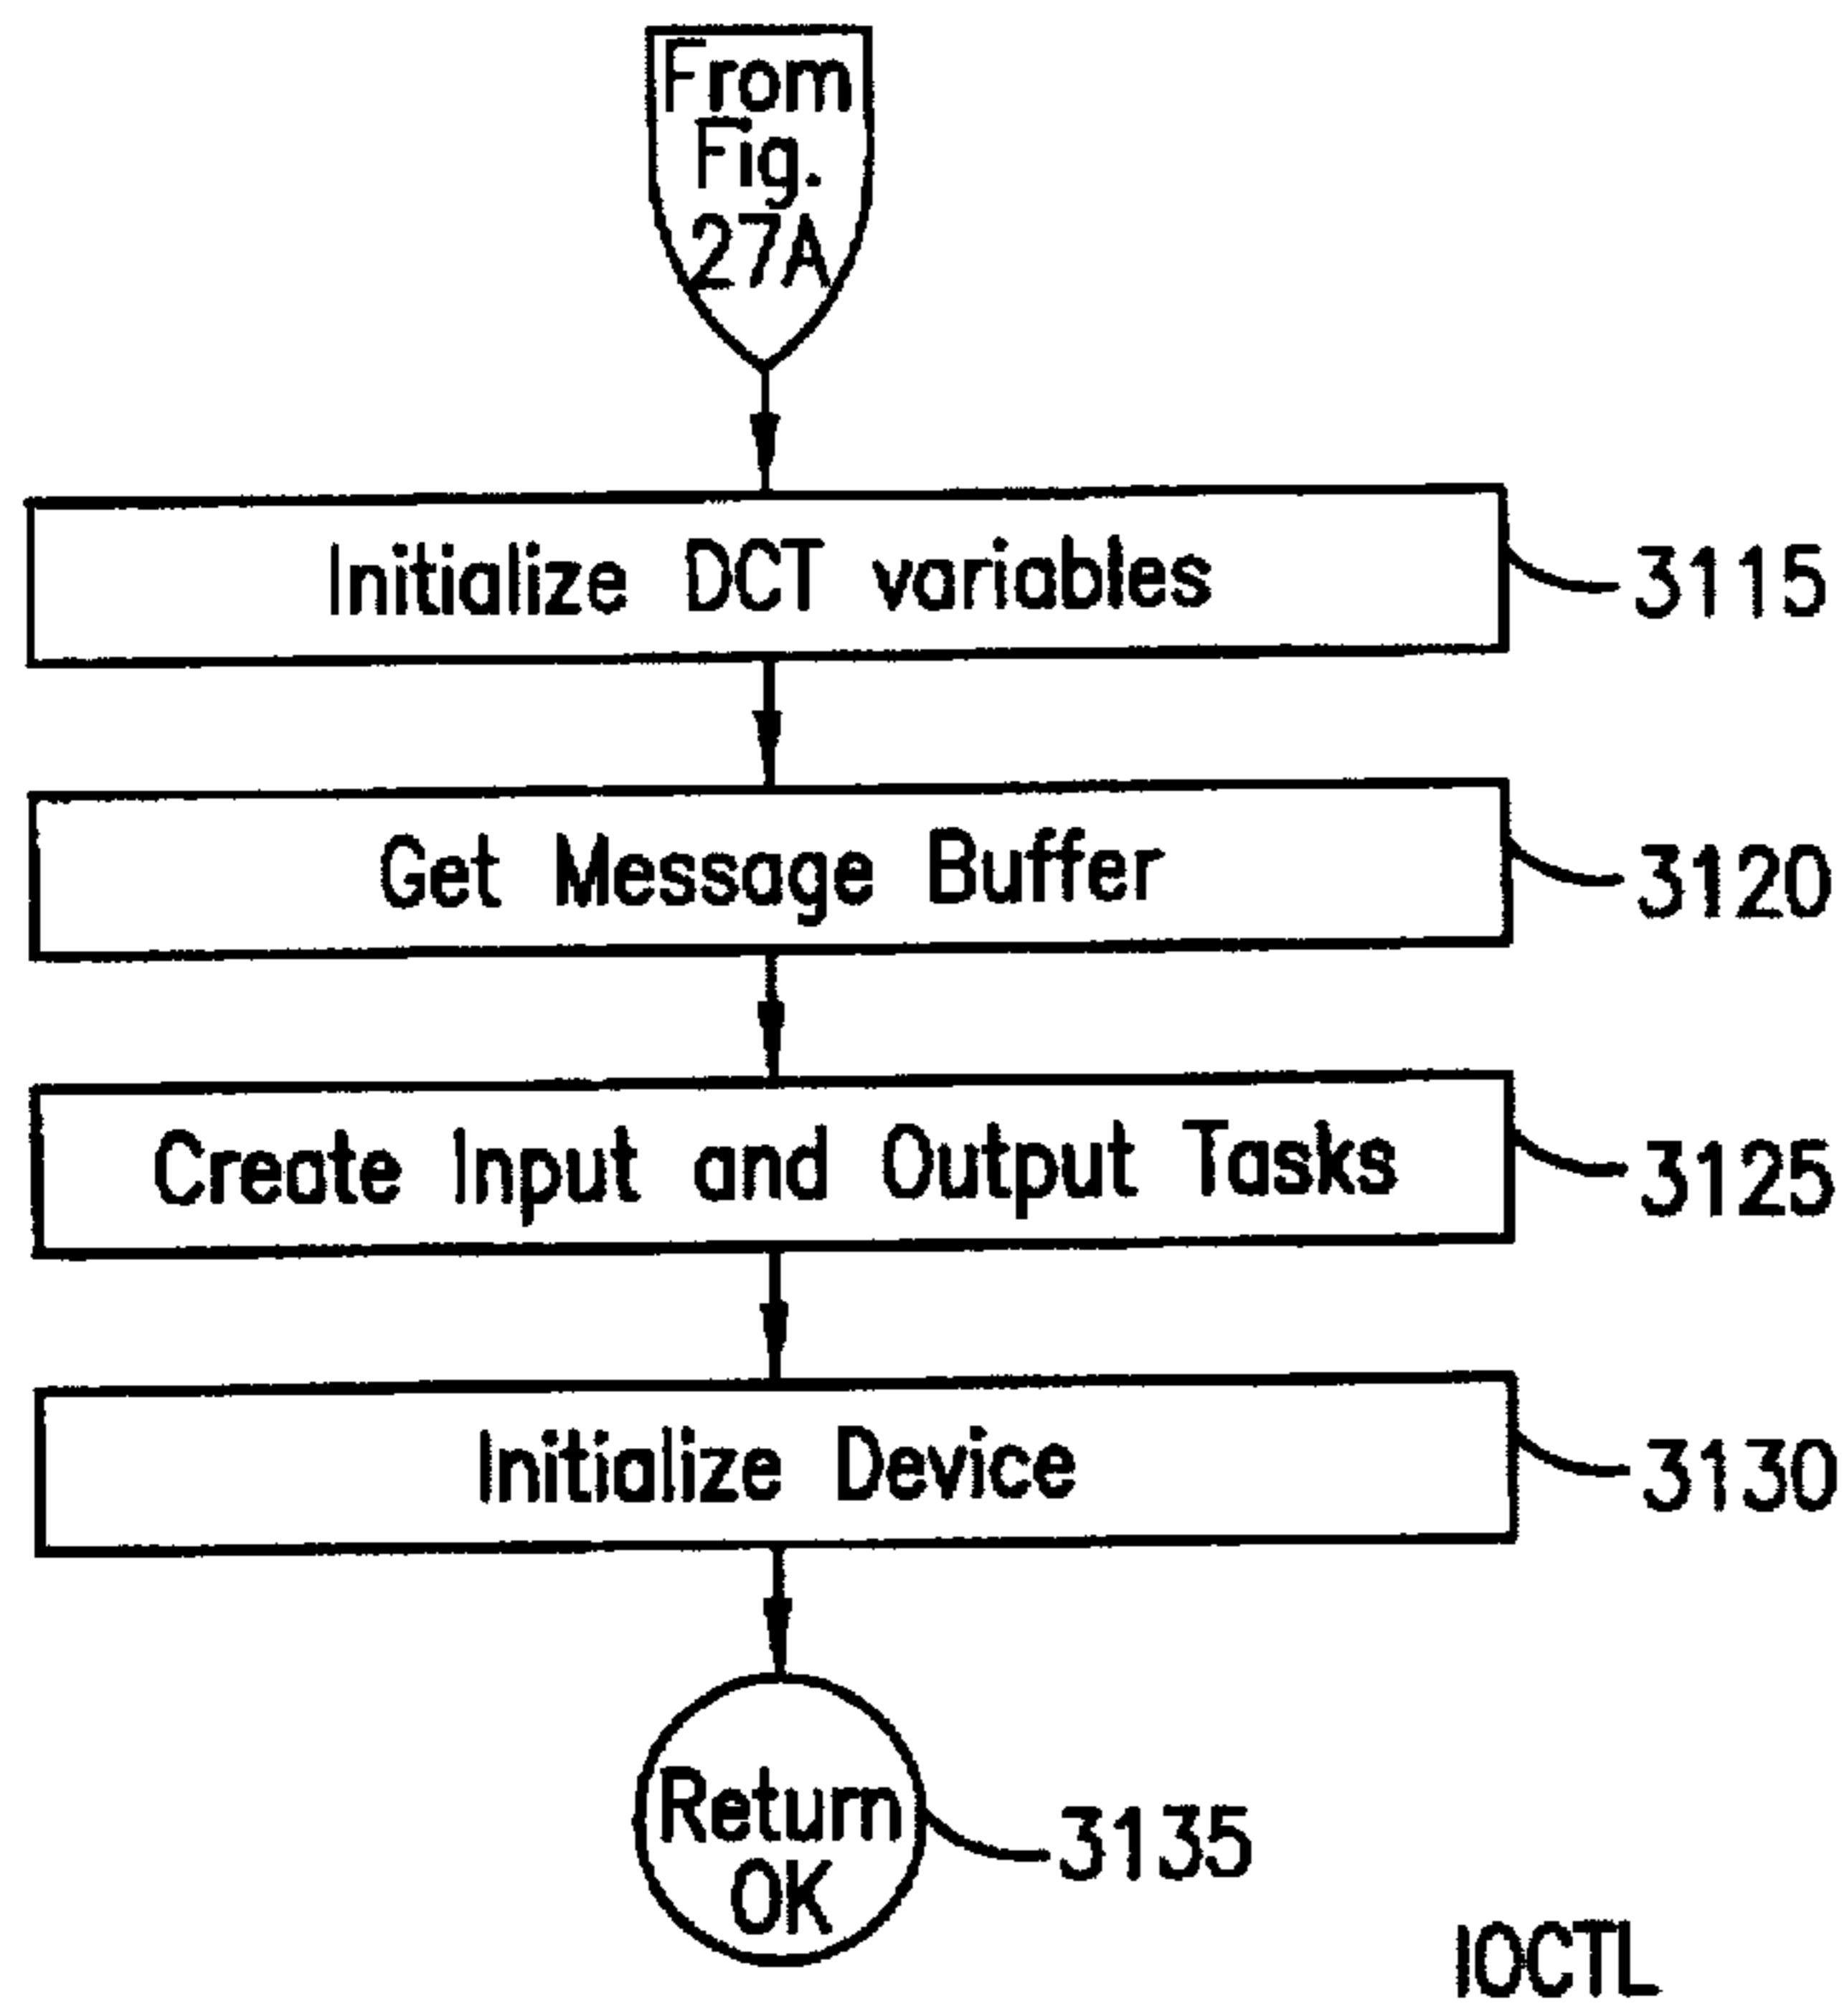 From
Fig.
27A
Initialize DCT variables
3115
Get Message Buffer
3120
Create Input and Output Tasks
3125
Initialize Device
3130
Return
OK
3135
IOCTL